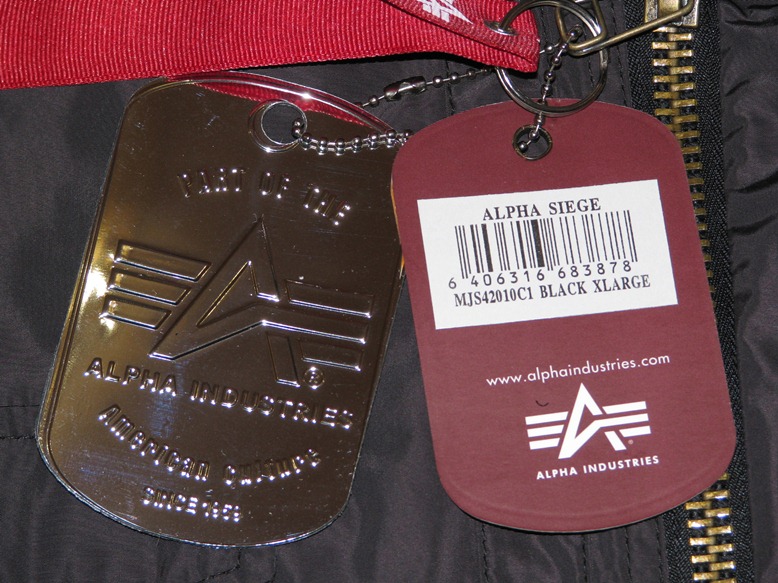 PART OF THE
ALPHA INDUSTRIES
American Culture
SINCE 1959
ALPHA SIEGE
6 406316 683878
MJS42010C1 BLACK XLARGE
www.alphaindustries.com
ALPHA INDUSTRIES